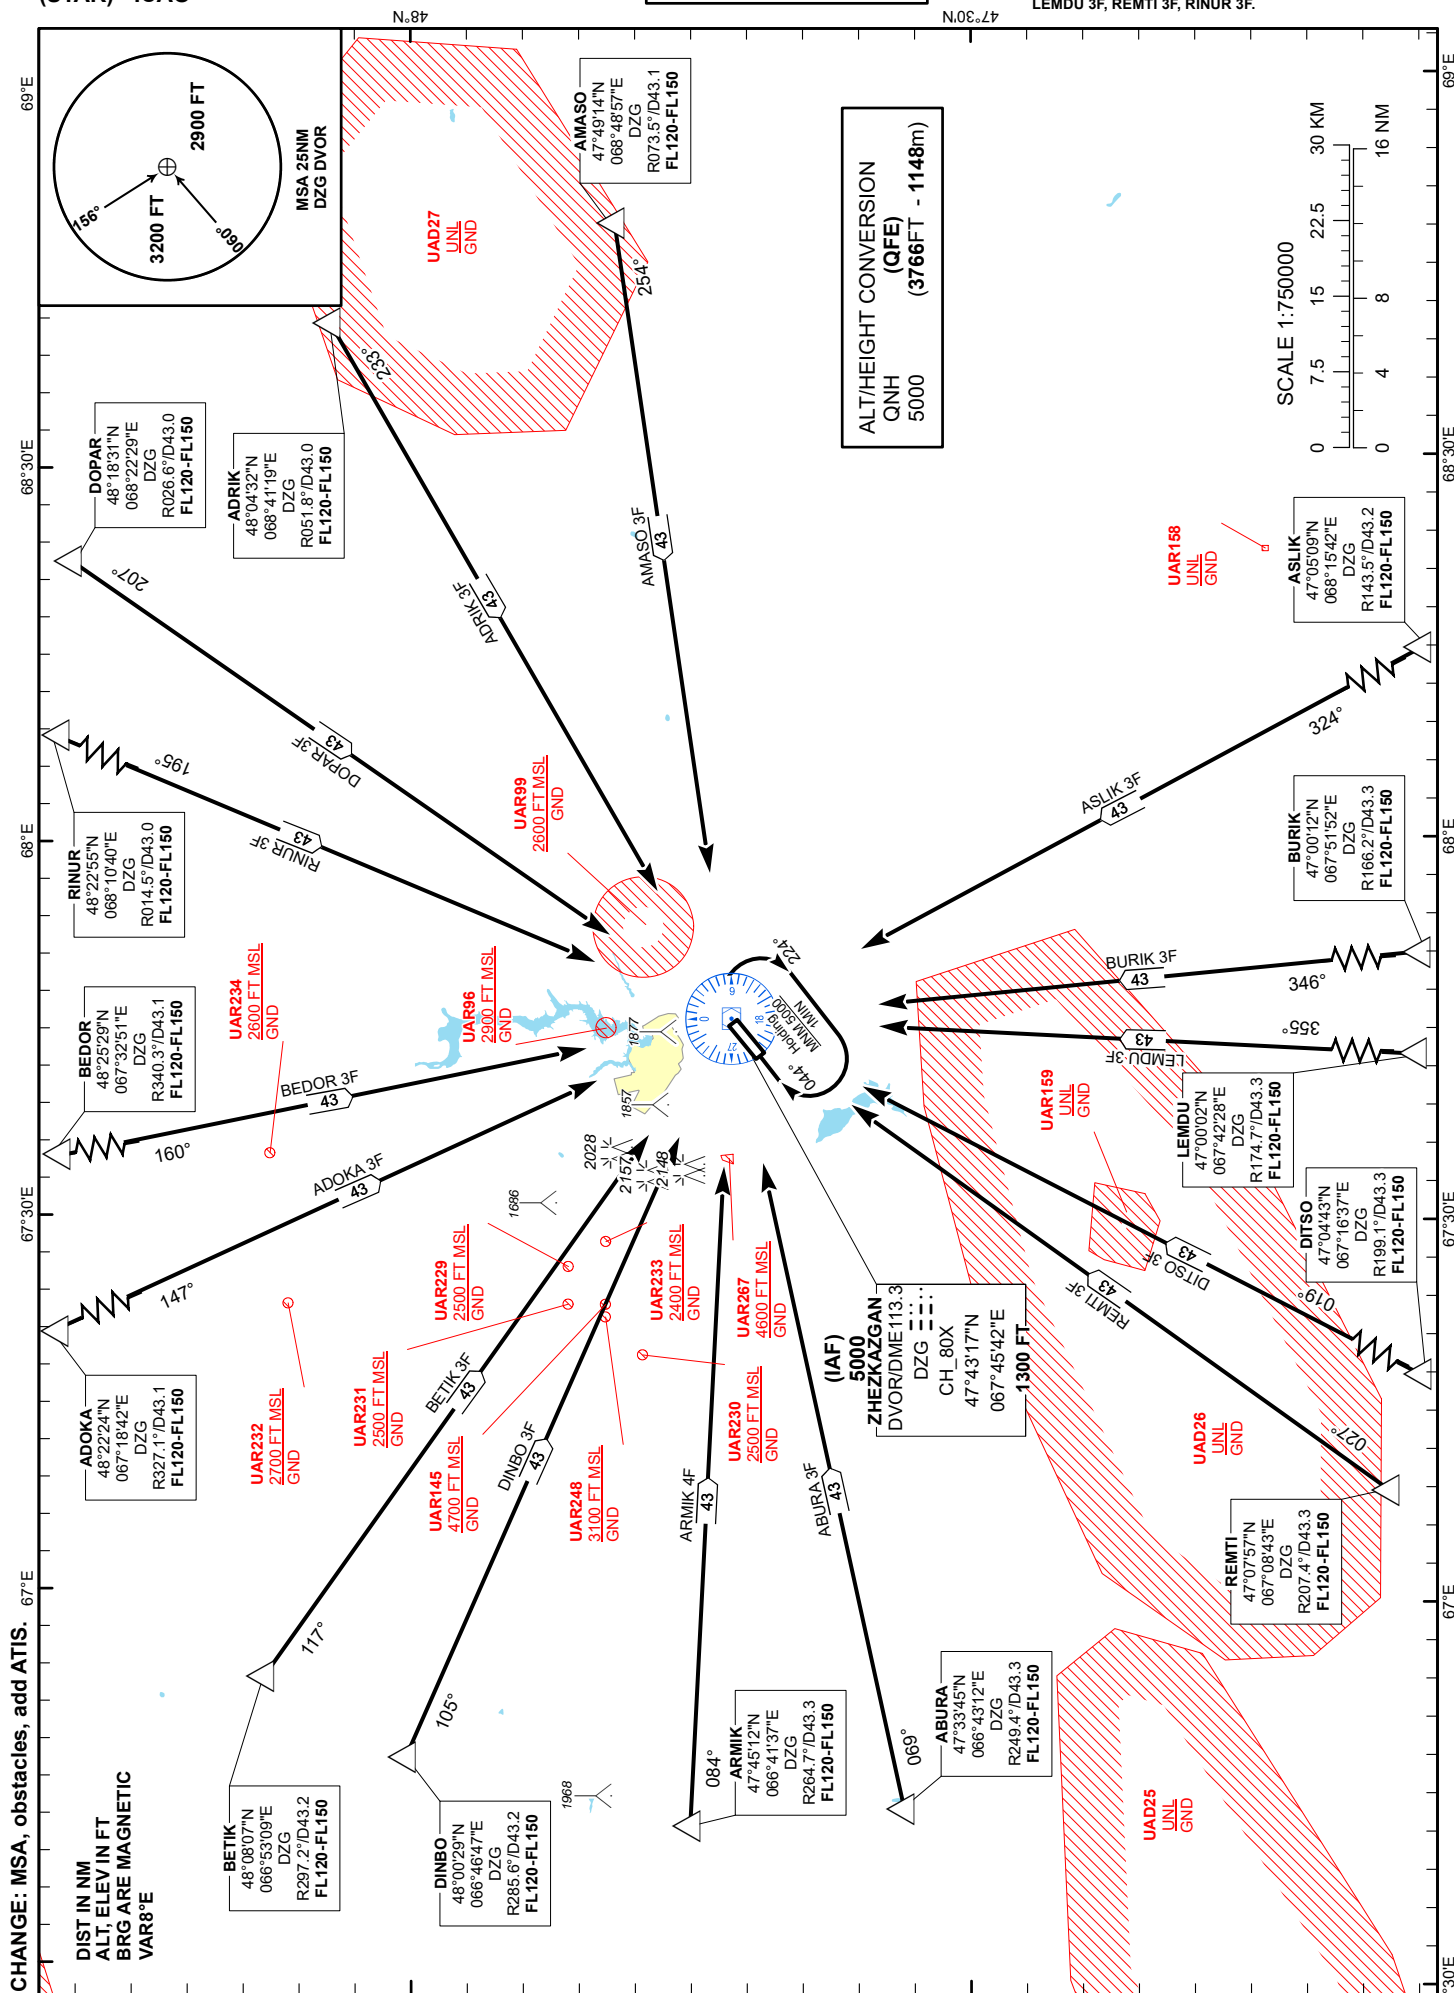 CHANGE: MSA, obstacles, add ATIS.
LEMDU 3F, REMTI 3F, RINUR 3F.
DIST IN NM
ALT, ELEV IN FT
BRG ARE MAGNETIC
VAR8°E
67°E
67°30'E
68°E
68°30'E
69°E
48°N
47°30'N
67°E
67°30'E
68°E
68°30'E
69°E
156°
060°
3200 FT
2900 FT
MSA 25NM
DZG DVOR
BETIK
48°08'07"N
066°53'09"E
DZG
R297.2°/D43.2
FL120-FL150
DINBO
48°00'29"N
066°46'47"E
DZG
R285.6°/D43.2
FL120-FL150
ARMIK
47°45'12"N
066°41'37"E
DZG
R264.7°/D43.3
FL120-FL150
ABURA
47°33'45"N
066°43'12"E
DZG
R249.4°/D43.3
FL120-FL150
ADOKA
48°22'24"N
067°18'42"E
DZG
R327.1°/D43.1
FL120-FL150
BEDOR
48°25'29"N
067°32'51"E
DZG
R340.3°/D43.1
FL120-FL150
RINUR
48°22'55"N
068°10'40"E
DZG
R014.5°/D43.0
FL120-FL150
DOPAR
48°18'31"N
068°22'29"E
DZG
R026.6°/D43.0
FL120-FL150
ADRIK
48°04'32"N
068°41'19"E
DZG
R051.8°/D43.0
FL120-FL150
AMASO
47°49'14"N
068°48'57"E
DZG
R073.5°/D43.1
FL120-FL150
ASLIK
47°05'09"N
068°15'42"E
DZG
R143.5°/D43.2
FL120-FL150
BURIK
47°00'12"N
067°51'52"E
DZG
R166.2°/D43.3
FL120-FL150
LEMDU
47°00'02"N
067°42'28"E
DZG
R174.7°/D43.3
FL120-FL150
DITSO
47°04'43"N
067°16'37"E
DZG
R199.1°/D43.3
FL120-FL150
REMTI
47°07'57"N
067°08'43"E
DZG
R207.4°/D43.3
FL120-FL150
(IAF)
5000
ZHEZKAZGAN
DVOR/DME113.3
DZG
CH_80X
47°43'17"N
067°45'42"E
1300 FT
ALT/HEIGHT CONVERSION
QNH (QFE)
5000 (3766FT - 1148m)
SCALE 1:750000
0 7.5 15 22.5 30 KM
0 4 8 16 NM
UAR232
2700 FT MSL
GND
UAR231
2500 FT MSL
GND
UAR145
4700 FT MSL
GND
UAR248
3100 FT MSL
GND
UAR229
2500 FT MSL
GND
UAR233
2400 FT MSL
GND
UAR230
2500 FT MSL
GND
UAR267
4600 FT MSL
GND
UAR234
2600 FT MSL
GND
UAR96
2900 FT MSL
GND
UAR99
2600 FT MSL
GND
UAD27
UNL
GND
UAR158
UNL
GND
UAR159
UNL
GND
UAD26
UNL
GND
UAD25
UNL
GND
117°
BETIK 3F
43
105°
DINBO 3F
43
084°
ARMIK 4F
43
069°
ABURA 3F
43
147°
ADOKA 3F
43
160°
BEDOR 3F
43
195°
RINUR 3F
43
207°
DOPAR 3F
43
233°
ADRIK 3F
43
254°
AMASO 3F
43
324°
ASLIK 3F
43
346°
BURIK 3F
43
355°
LEMDU 3F
43
019°
DITSO 3F
43
027°
REMTI 3F
43
224°
044°
Holding
MNM 5000
1MIN
0
9
18
27
1968
1686
2028
2157
2148
1857
1877